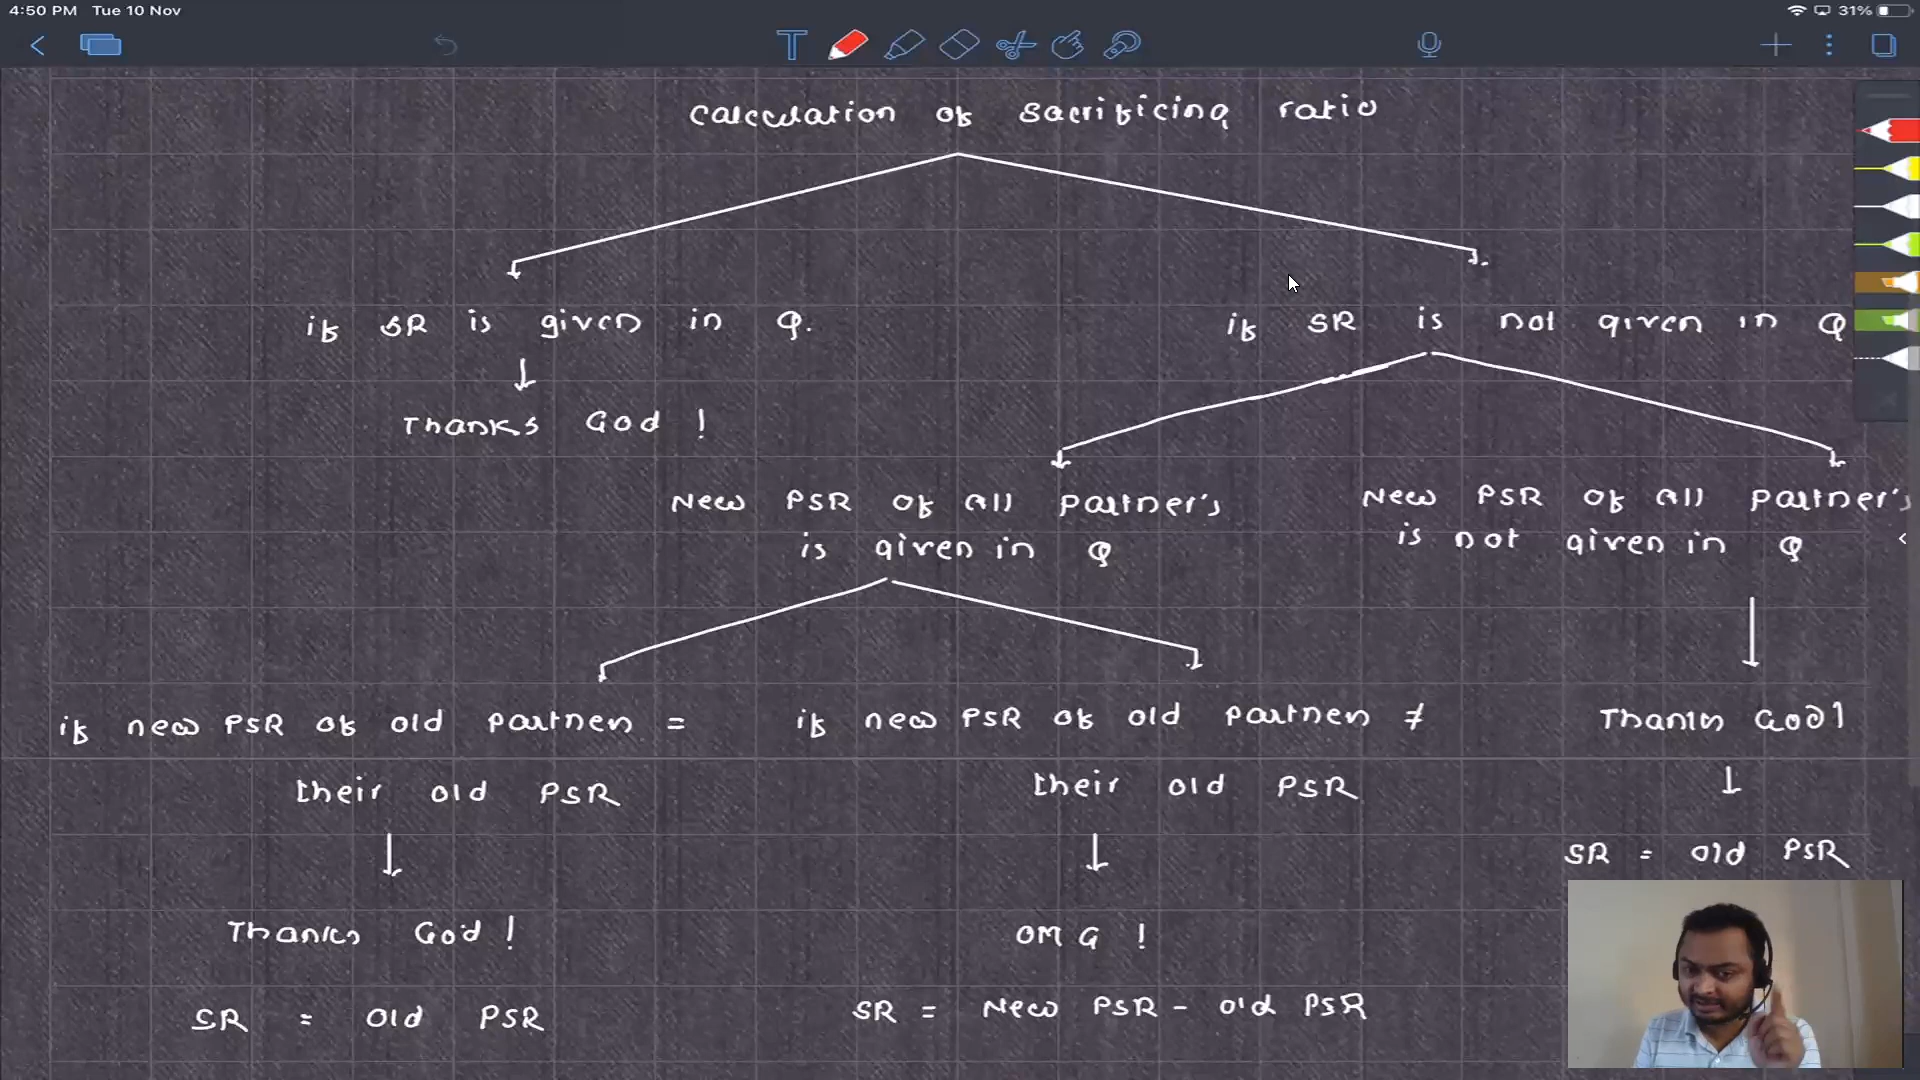 4:50 PM Tue 10 Nov
31%
Calculation of Sacrificing ratio
if SR is given in Q.
if SR is not given in Q
Thanks God !
New PSR of all Partner's
is given in Q
New PSR of all Partner's
is not given in Q
if new PSR of old partners =
their old PSR
if new PSR of old partners ≠
their old PSR
Thanks God !
Thanks God !
SR = Old PSR
OMG !
SR = Old PSR
SR = New PSR - Old PSR